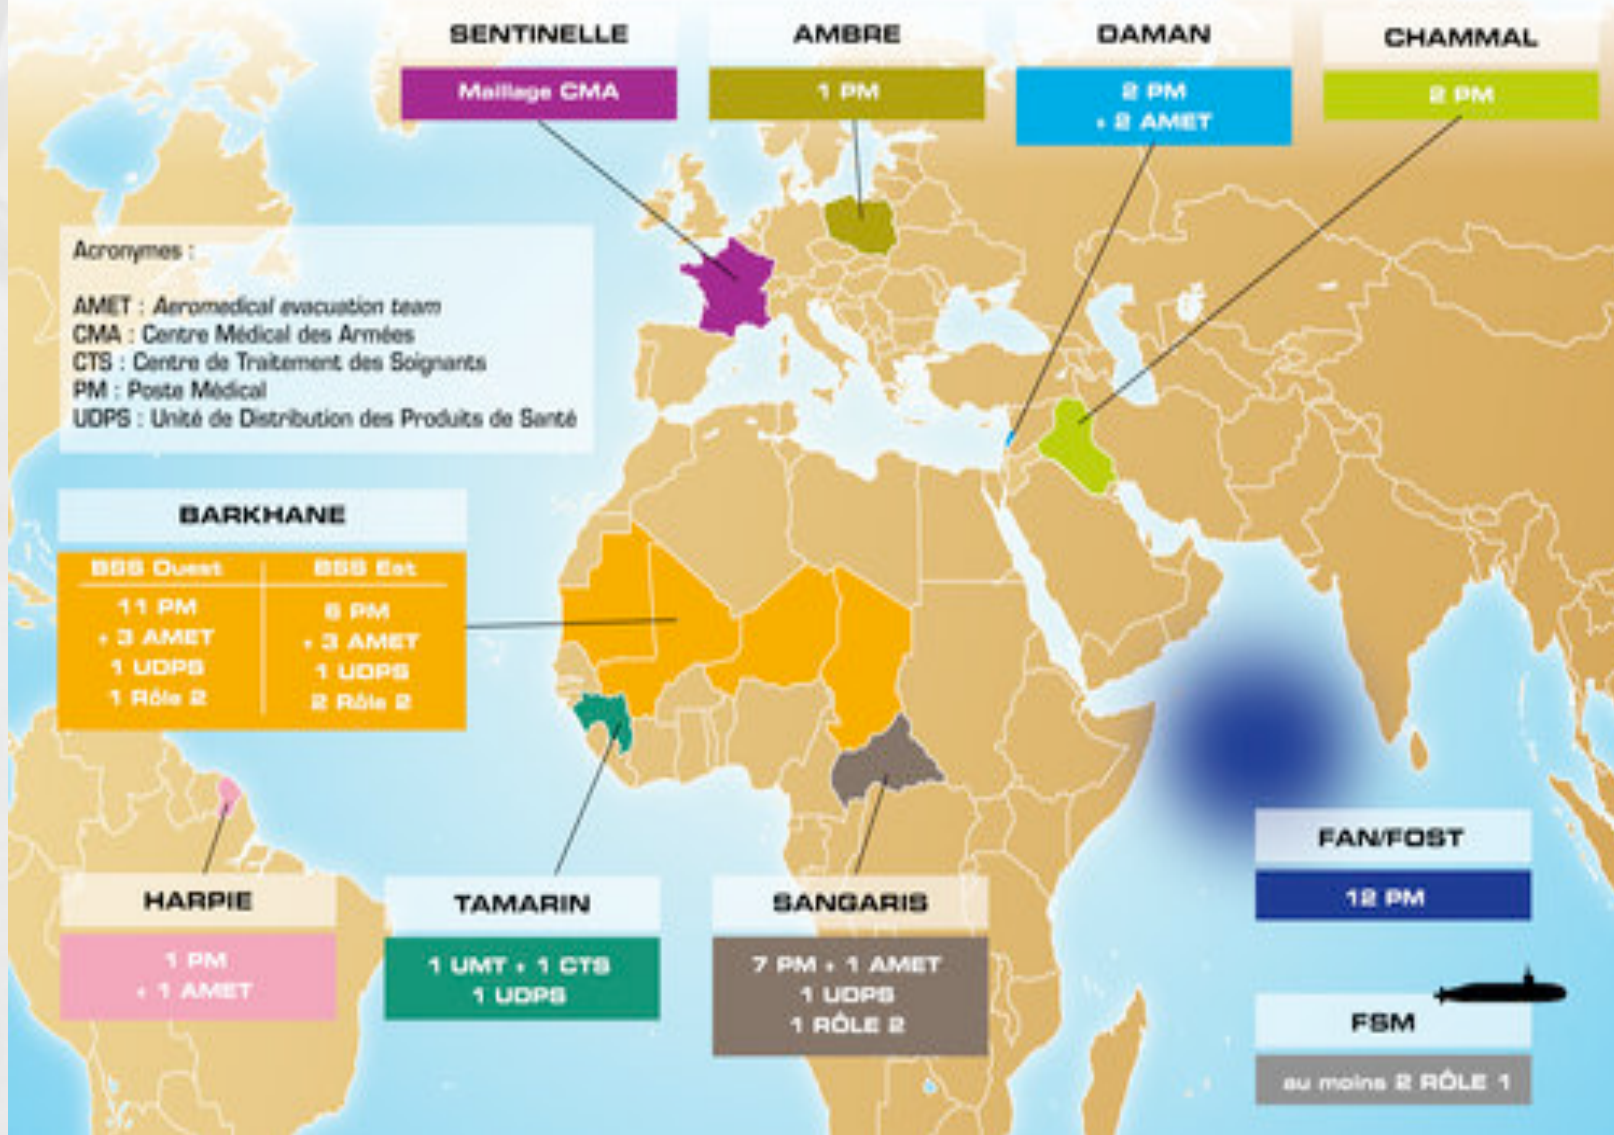 SENTINELLE
Maillage CMA
AMBRE
1 PM
DAMAN
2 PM
+ 2 AMET
CHAMMAL
2 PM
Acronymes :
AMET : Aeromedical evacuation team
CMA : Centre Médical des Armées
CTS : Centre de Traitement des Soignants
PM : Poste Médical
UDPS : Unité de Distribution des Produits de Santé
BARKHANE
BSS Ouest
11 PM
+ 3 AMET
1 UDPS
1 Rôle 2
BSS Est
6 PM
+ 3 AMET
1 UDPS
2 Rôle 2
HARPIE
1 PM
+ 1 AMET
TAMARIN
1 UMT + 1 CTS
1 UDPS
SANGARIS
7 PM + 1 AMET
1 UDPS
1 RÔLE 2
FAN/FOST
12 PM
FSM
au moins 2 RÔLE 1